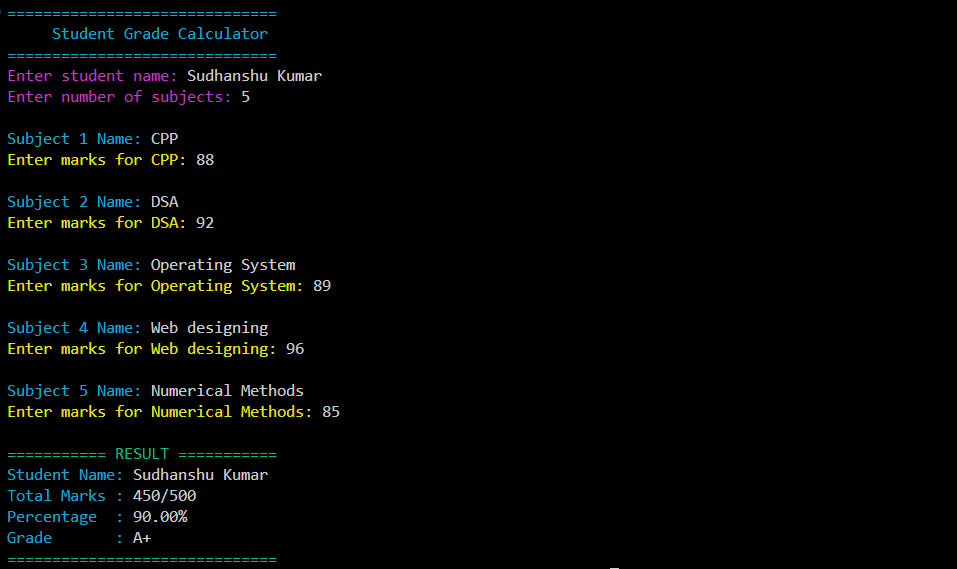 ==============================
     Student Grade Calculator
==============================
Enter student name: Sudhanshu Kumar
Enter number of subjects: 5

Subject 1 Name: CPP
Enter marks for CPP: 88

Subject 2 Name: DSA
Enter marks for DSA: 92

Subject 3 Name: Operating System
Enter marks for Operating System: 89

Subject 4 Name: Web designing
Enter marks for Web designing: 96

Subject 5 Name: Numerical Methods
Enter marks for Numerical Methods: 85

=========== RESULT ===========
Student Name: Sudhanshu Kumar
Total Marks : 450/500
Percentage  : 90.00%
Grade       : A+
==============================